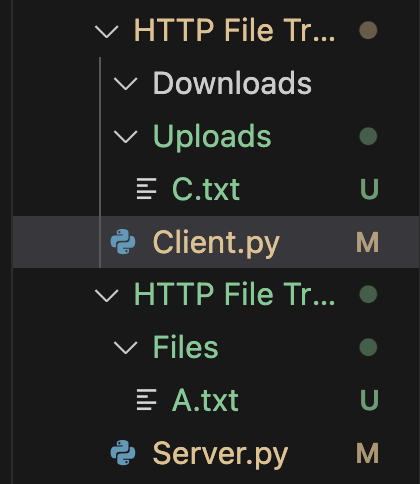 HTTP File Tr...
Downloads
Uploads
C.txt U
Client.py M
HTTP File Tr...
Files
A.txt U
Server.py M